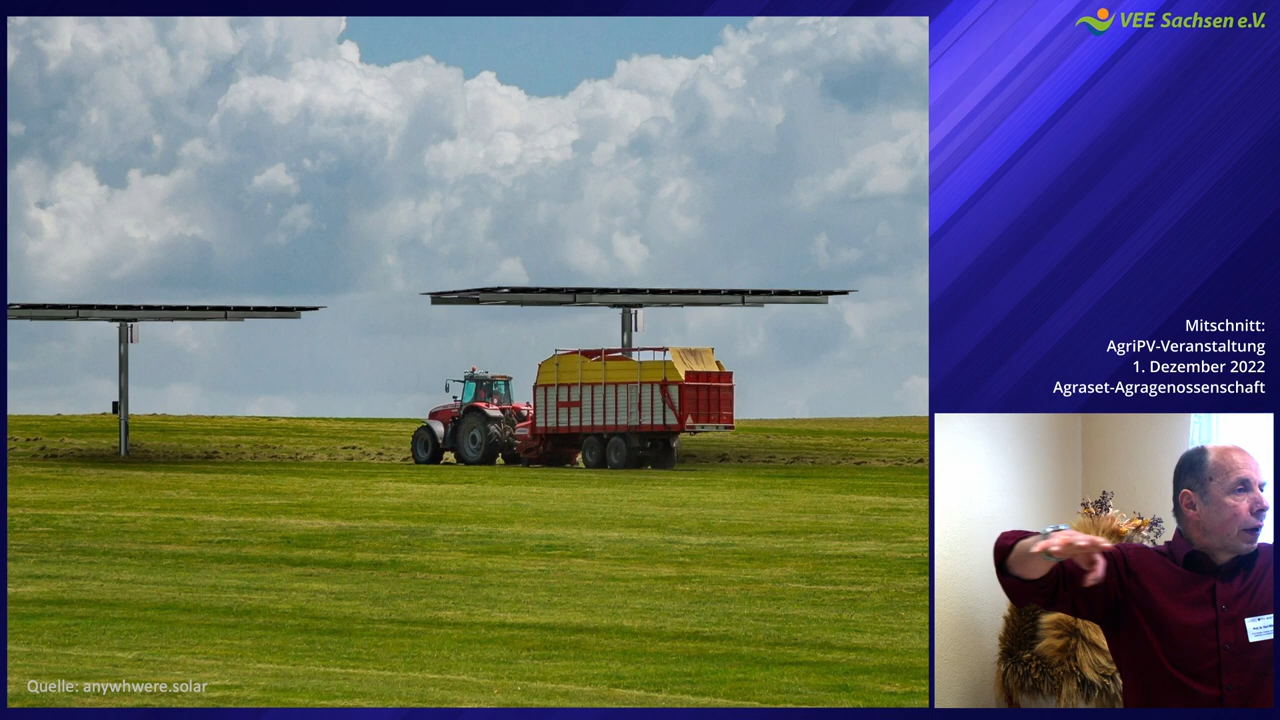 VEE Sachsen e.V.
Mitschnitt:
AgriPV-Veranstaltung
1. Dezember 2022
Agraset-Agragenossenschaft
Quelle: anywhwere.solar